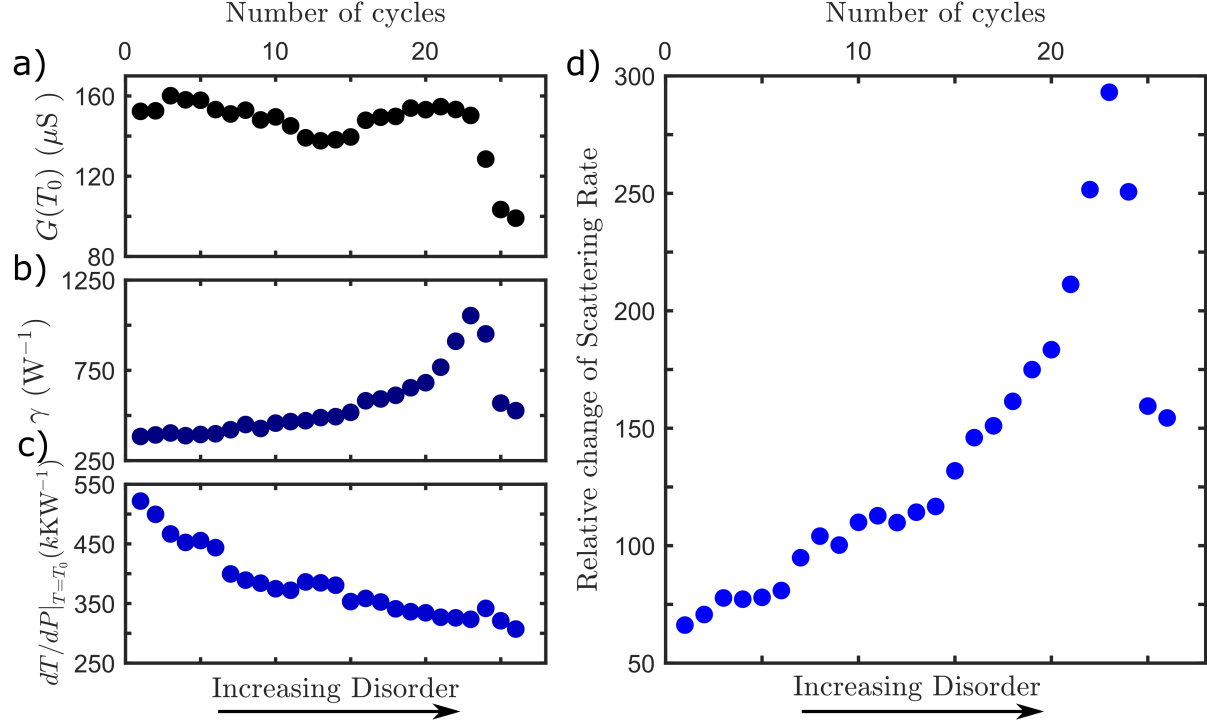 Number of cycles
0 10 20
a)
160
120
80
G(T₀) (μS )
b)
1250
750
250
γ (W⁻¹)
c)
550
450
350
250
dT/dP|T=T₀(kKW⁻¹)
Increasing Disorder
Number of cycles
0 10 20
d)
300
250
200
150
100
50
Relative change of Scattering Rate
Increasing Disorder